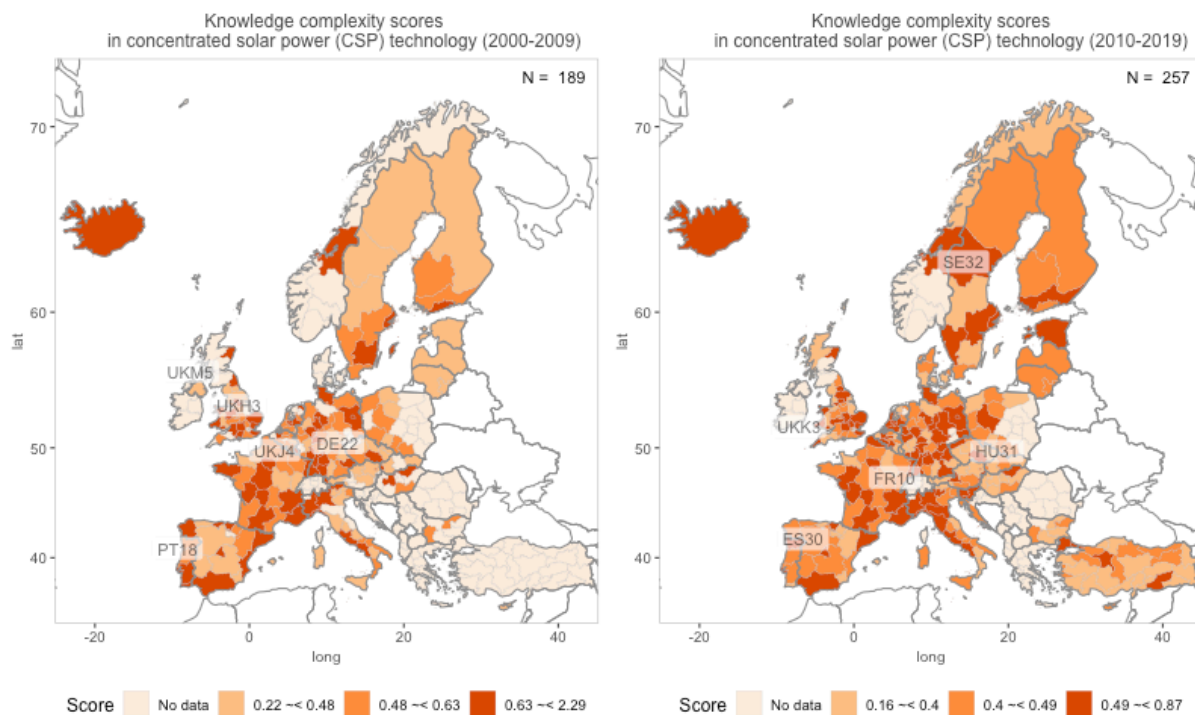 Knowledge complexity scores
in concentrated solar power (CSP) technology (2000-2009)
N = 189
70
60
50
40
lat
UKM5
UKH3
UKJ4
DE22
PT18
-20
0
20
40
long
Score
No data
0.22 ~< 0.48
0.48 ~< 0.63
0.63 ~< 2.29
Knowledge complexity scores
in concentrated solar power (CSP) technology (2010-2019)
N = 257
70
60
50
40
lat
SE32
UKK3
HU31
FR10
ES30
-20
0
20
40
long
Score
No data
0.16 ~< 0.4
0.4 ~< 0.49
0.49 ~< 0.87